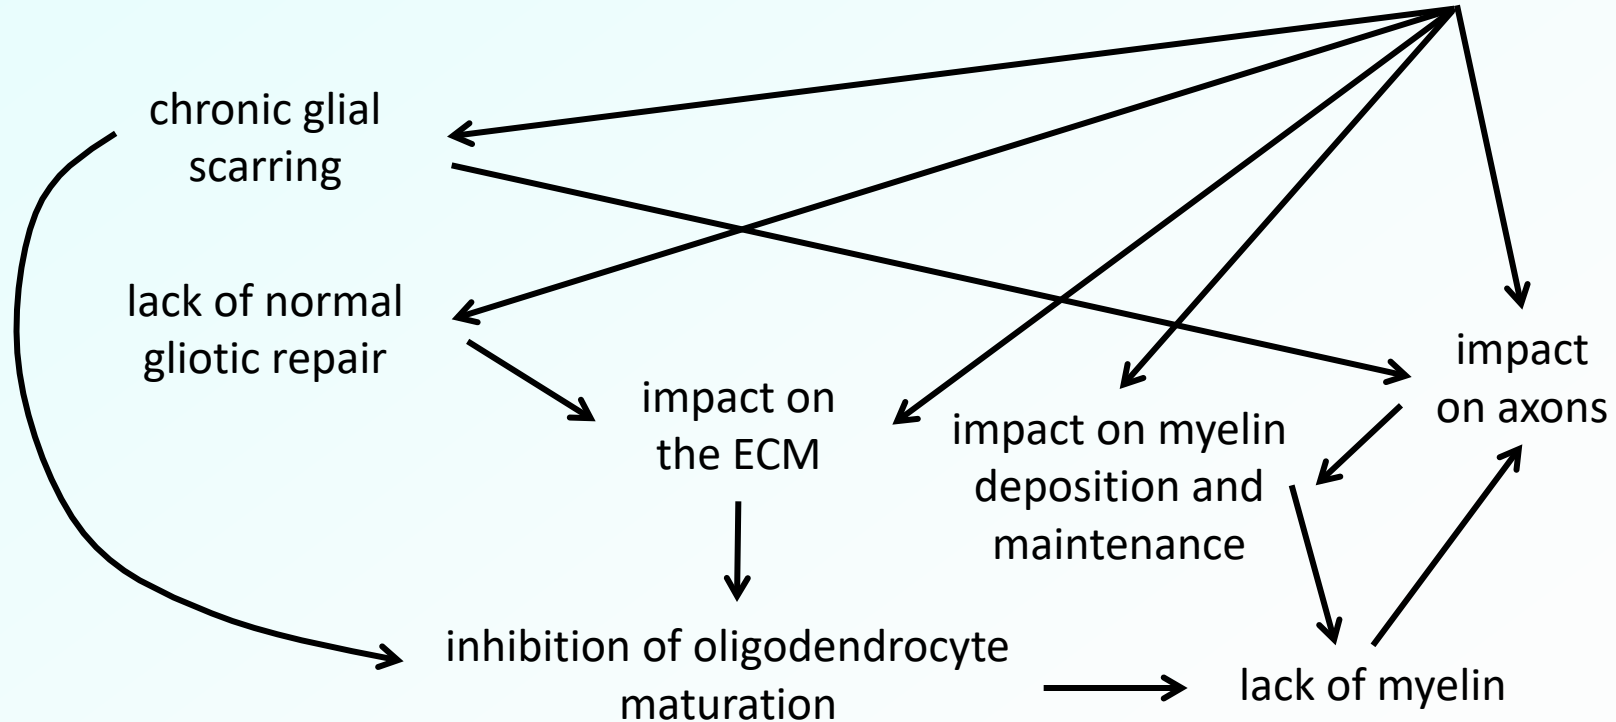 chronic glial
scarring
lack of normal
gliotic repair
impact on
the ECM
impact on myelin
deposition and
maintenance
impact
on axons
inhibition of oligodendrocyte
maturation
lack of myelin